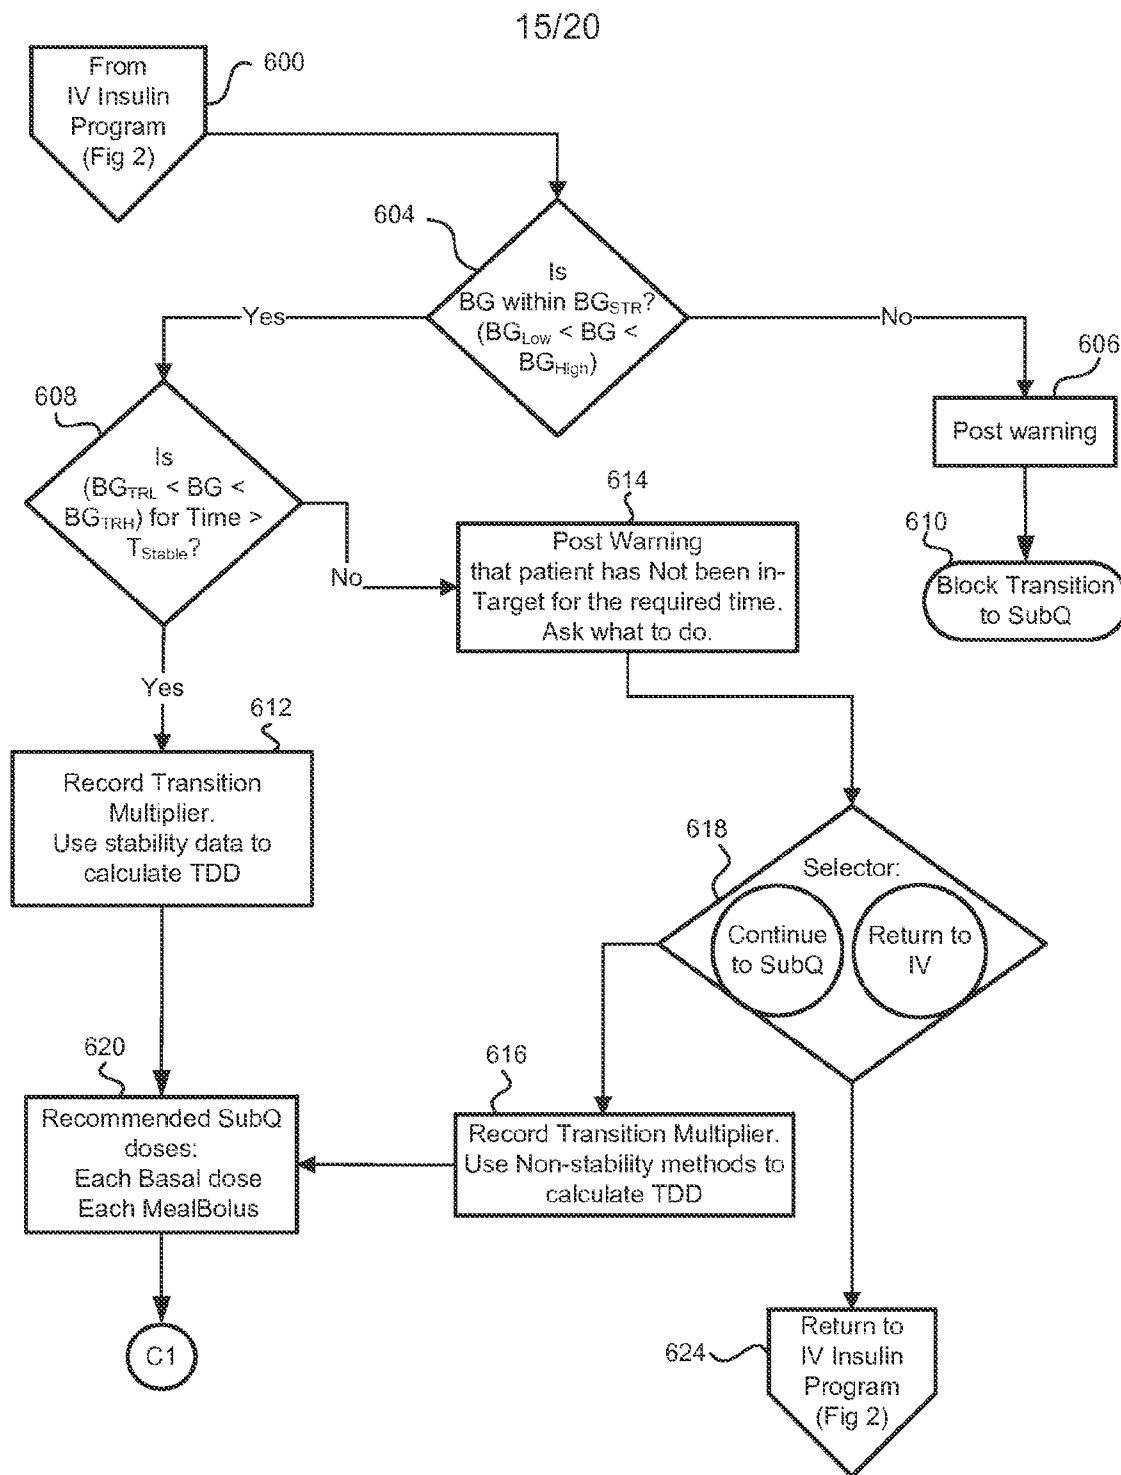 15/20
From
IV Insulin
Program
(Fig 2)
600
604
Is
BG within BGSTR?
(BGLow < BG <
BGHigh)
Yes
No
606
Post warning
608
Is
(BGTRL < BG <
BGTRH) for Time >
TStable?
No
Yes
614
Post Warning
that patient has Not been in-
Target for the required time.
Ask what to do.
610
Block Transition
to SubQ
612
Record Transition
Multiplier.
Use stability data to
calculate TDD
618
Selector:
Continue
to SubQ
Return to
IV
620
Recommended SubQ
doses:
Each Basal dose
Each MealBolus
616
Record Transition Multiplier.
Use Non-stability methods to
calculate TDD
C1
624
Return to
IV Insulin
Program
(Fig 2)